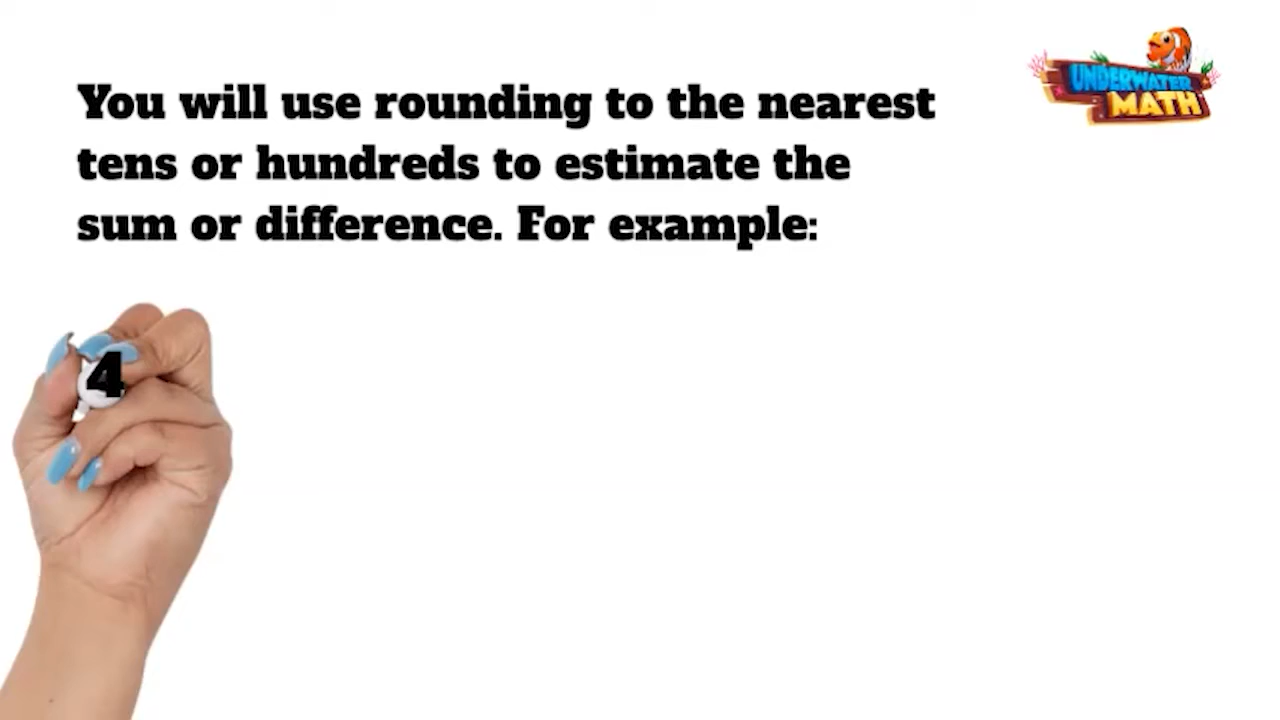 You will use rounding to the nearest
tens or hundreds to estimate the
sum or difference. For example:
4
UNDERWATER
MATH